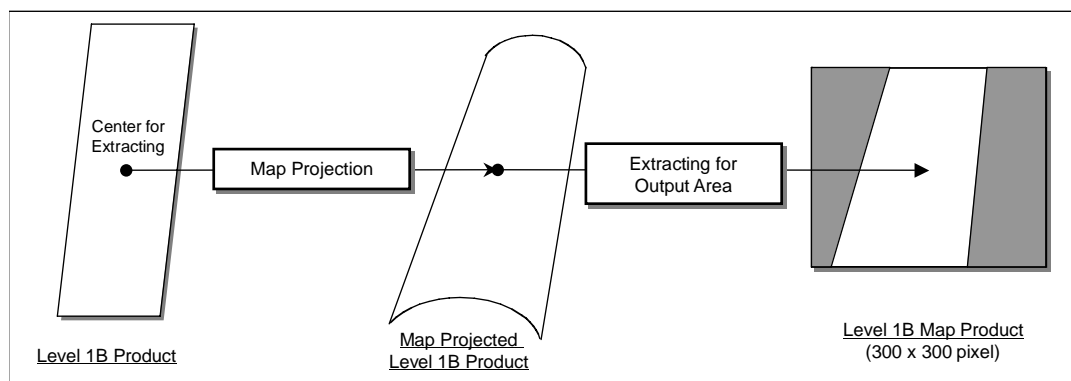 Center for
Extracting
Map Projection
Extracting for
Output Area
Level 1B Product
Map Projected
Level 1B Product
Level 1B Map Product
(300 x 300 pixel)